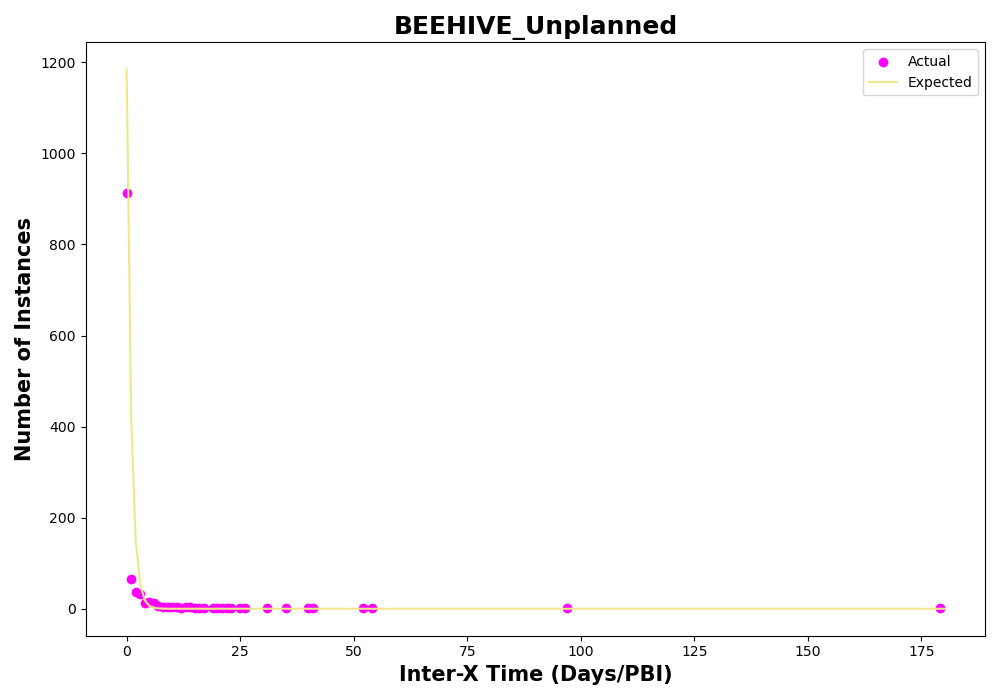 BEEHIVE_Unplanned
Actual
Expected
Number of Instances
1200
1000
800
600
400
200
0
0 25 50 75 100 125 150 175
Inter-X Time (Days/PBI)